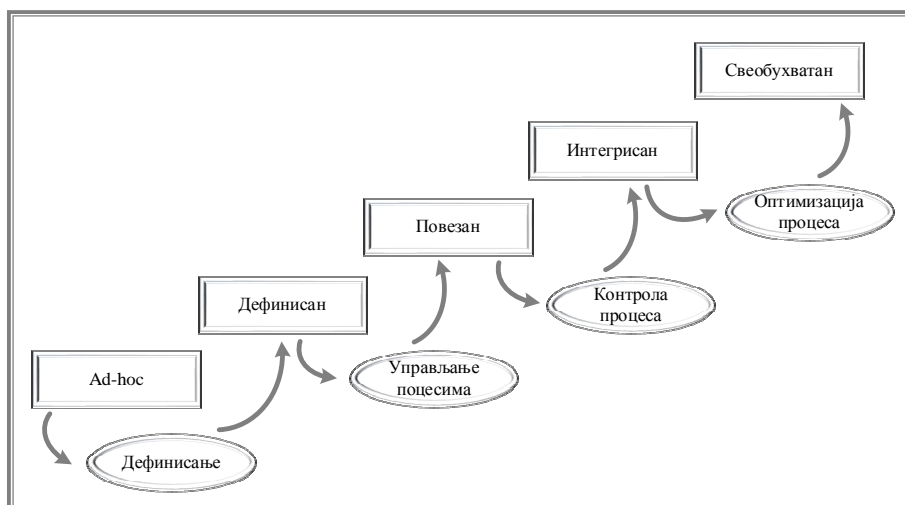 Свеобухватан
Интегрисан
Оптимизација
процеса
Повезан
Контрола
процеса
Дефинисан
Управљање
поцесима
Ad-hoc
Дефинисање